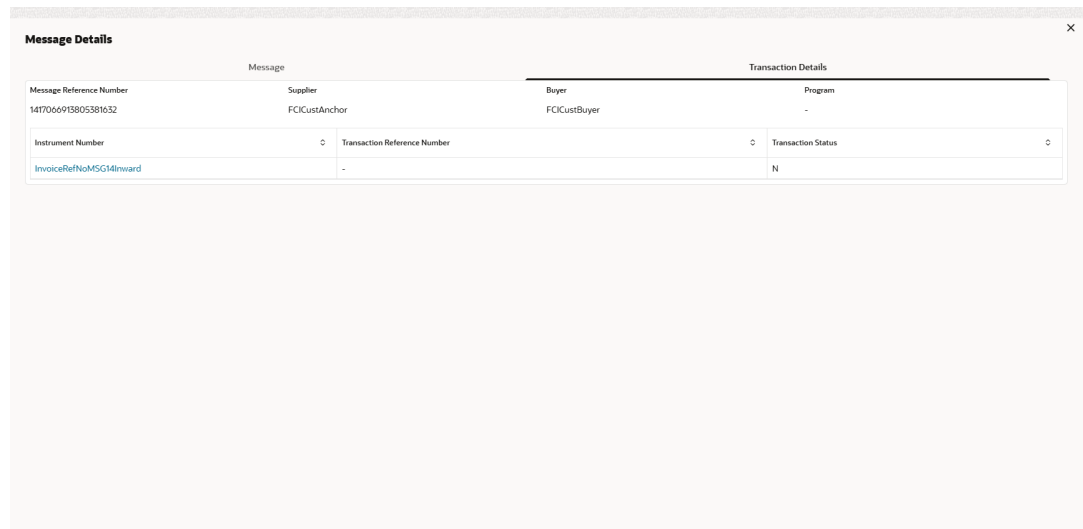 Message Details
Message Transaction Details
Message Reference Number Supplier Buyer Program
1417066913805381632 FCICustAnchor FCICustBuyer -
Instrument Number Transaction Reference Number Transaction Status
InvoiceRefNoMSG14Inward - N